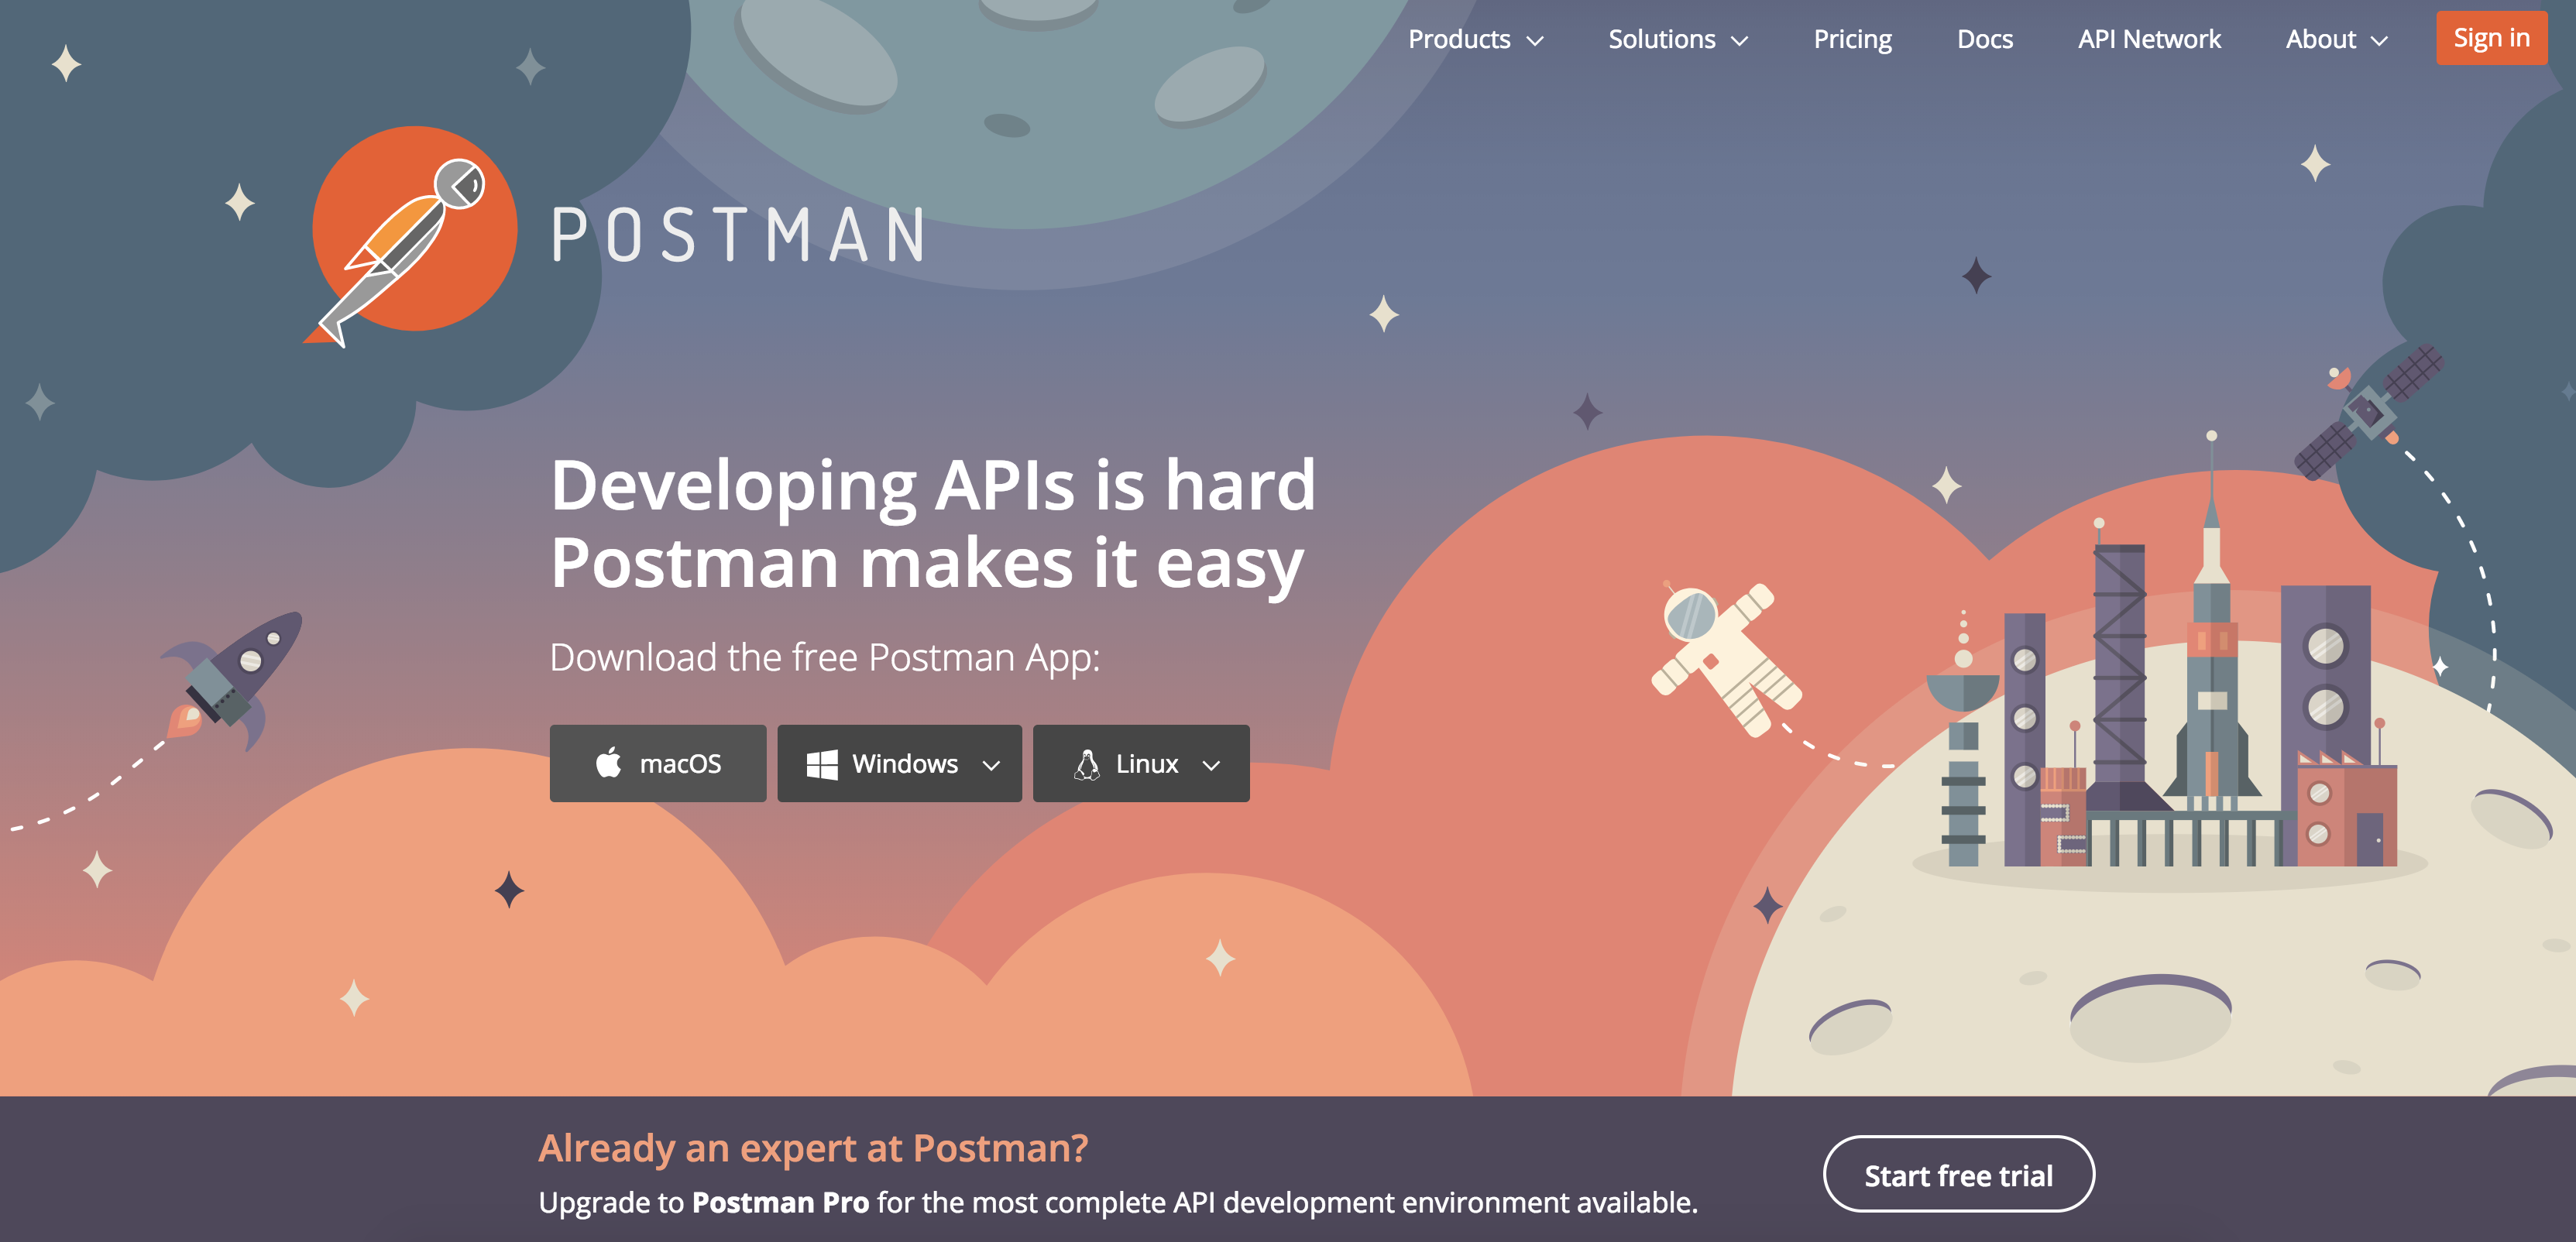 Products
Solutions
Pricing
Docs
API Network
About
Sign in
POSTMAN
Developing APIs is hard
Postman makes it easy
Download the free Postman App:
macOS
Windows
Linux
Already an expert at Postman?
Upgrade to Postman Pro for the most complete API development environment available.
Start free trial